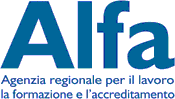 Alfa
Agenzia regionale per il lavoro
la formazione e l'accreditamento